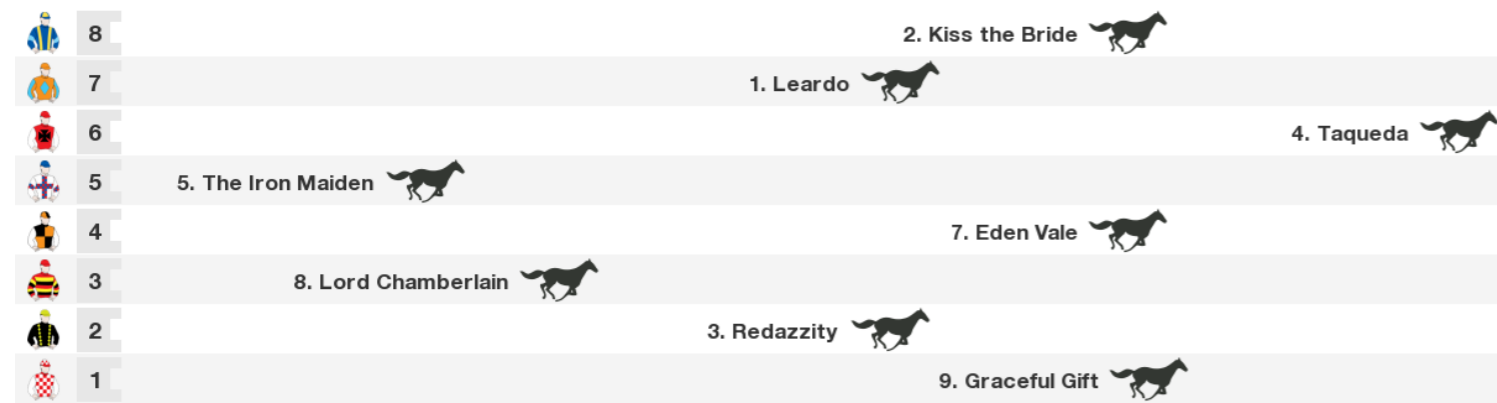 8 2. Kiss the Bride
7 1. Leardo
6 4. Taqueda
5 5. The Iron Maiden
4 7. Eden Vale
3 8. Lord Chamberlain
2 3. Redazzity
1 9. Graceful Gift